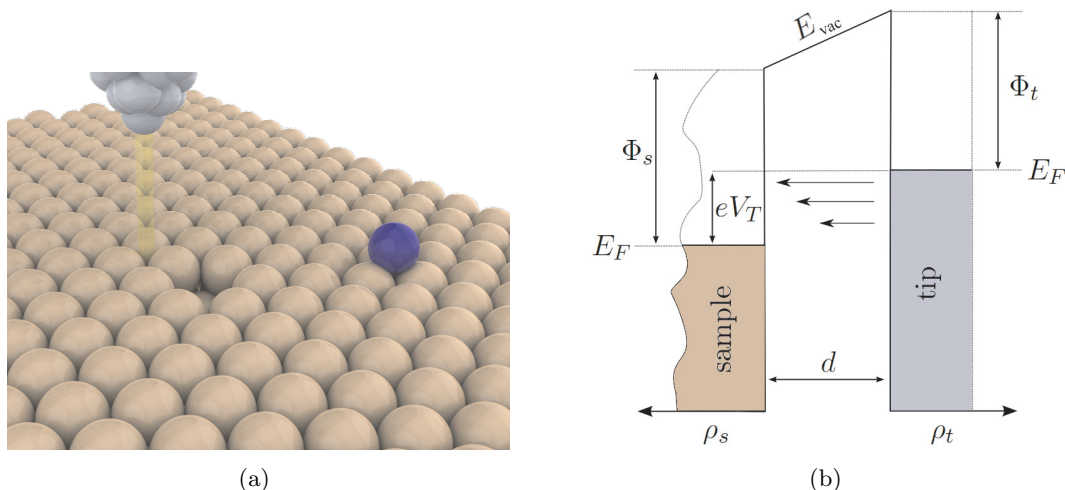 E_vac
Φ_t
Φ_s
E_F
eV_T
E_F
sample
tip
d
ρ_s
ρ_t
(a)
(b)